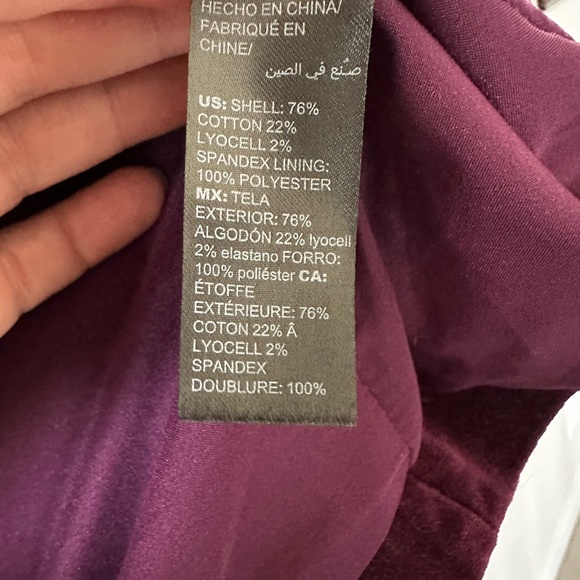 HECHO EN CHINA/
FABRIQUÉ EN
CHINE/
صُنع في الصين
US: SHELL: 76%
COTTON 22%
LYOCELL 2%
SPANDEX LINING:
100% POLYESTER
MX: TELA
EXTERIOR: 76%
ALGODÓN 22% lyocell
2% elastano FORRO:
100% poliéster CA:
ÉTOFFE
EXTÉRIEURE: 76%
COTON 22% Â
LYOCELL 2%
SPANDEX
DOUBLURE: 100%